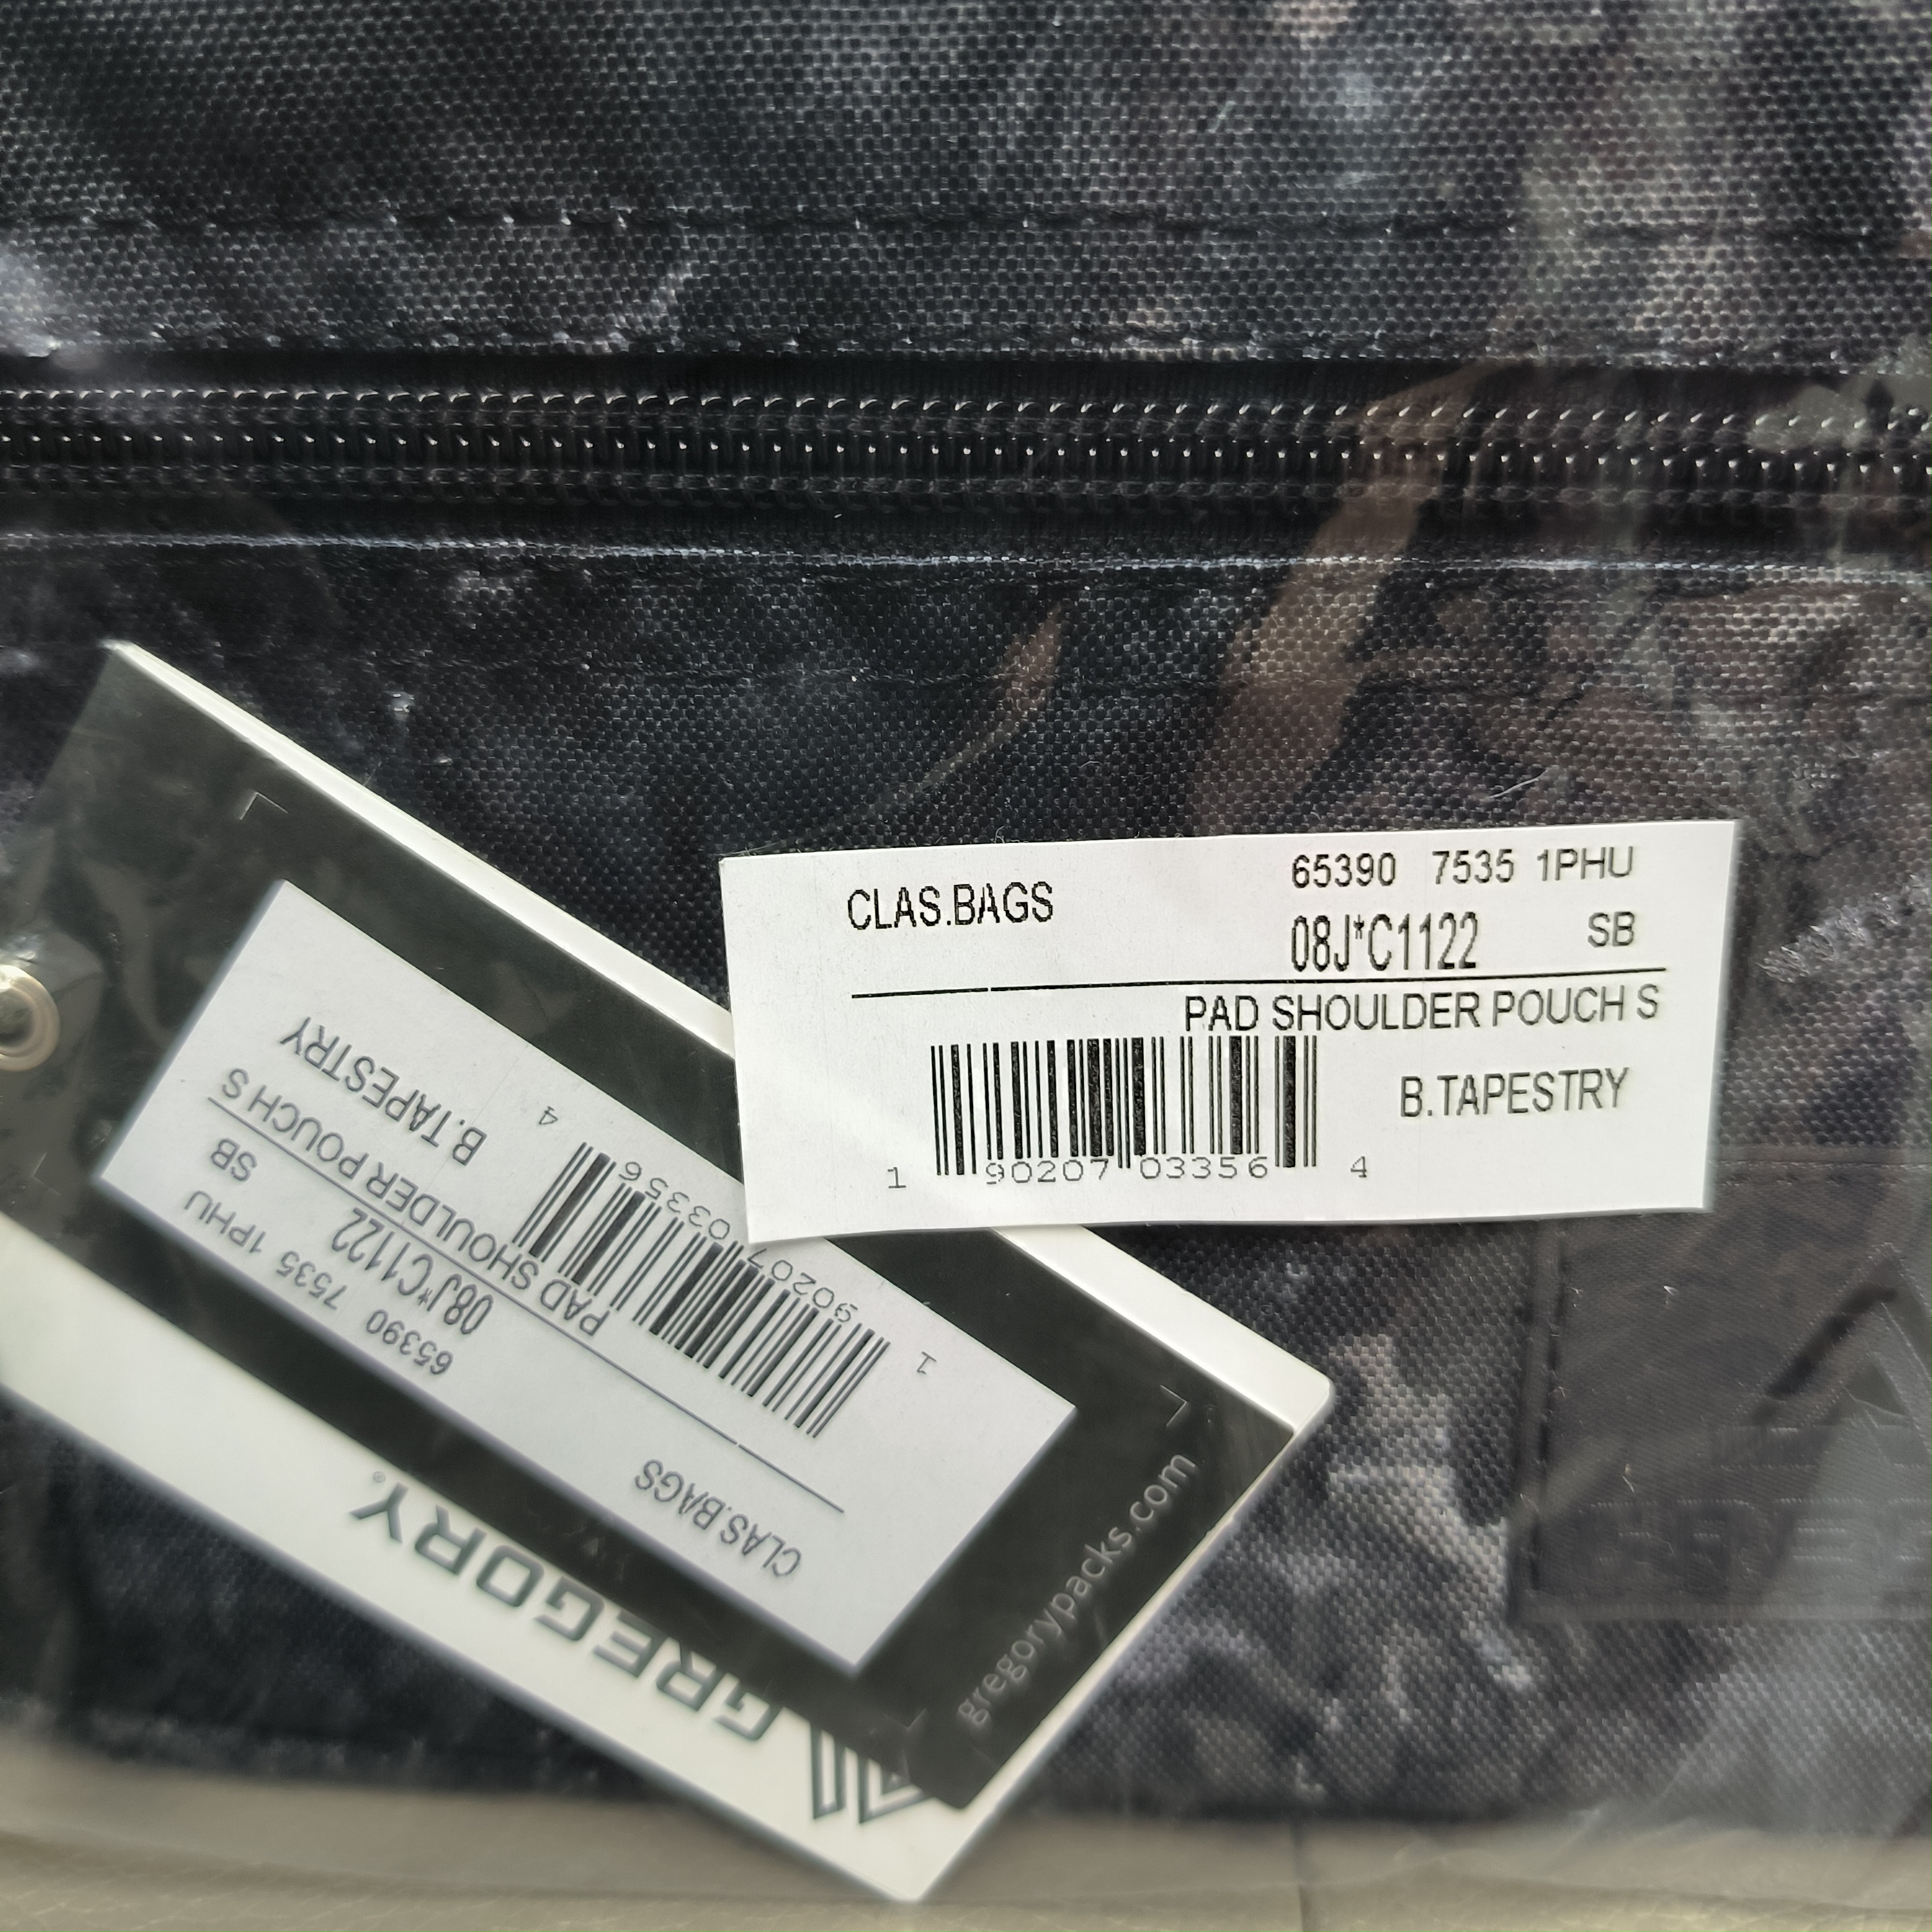 CLAS.BAGS
65390 7535 1PHU
08J*C1122 SB
PAD SHOULDER POUCH S
B.TAPESTRY
1 90207 03356 4
GREGORY
gregorypacks.com
CLAS.BAGS
65390 7535 1PHU
08J*C1122 SB
PAD SHOULDER POUCH S
B.TAPESTRY
1 90207 03356 4